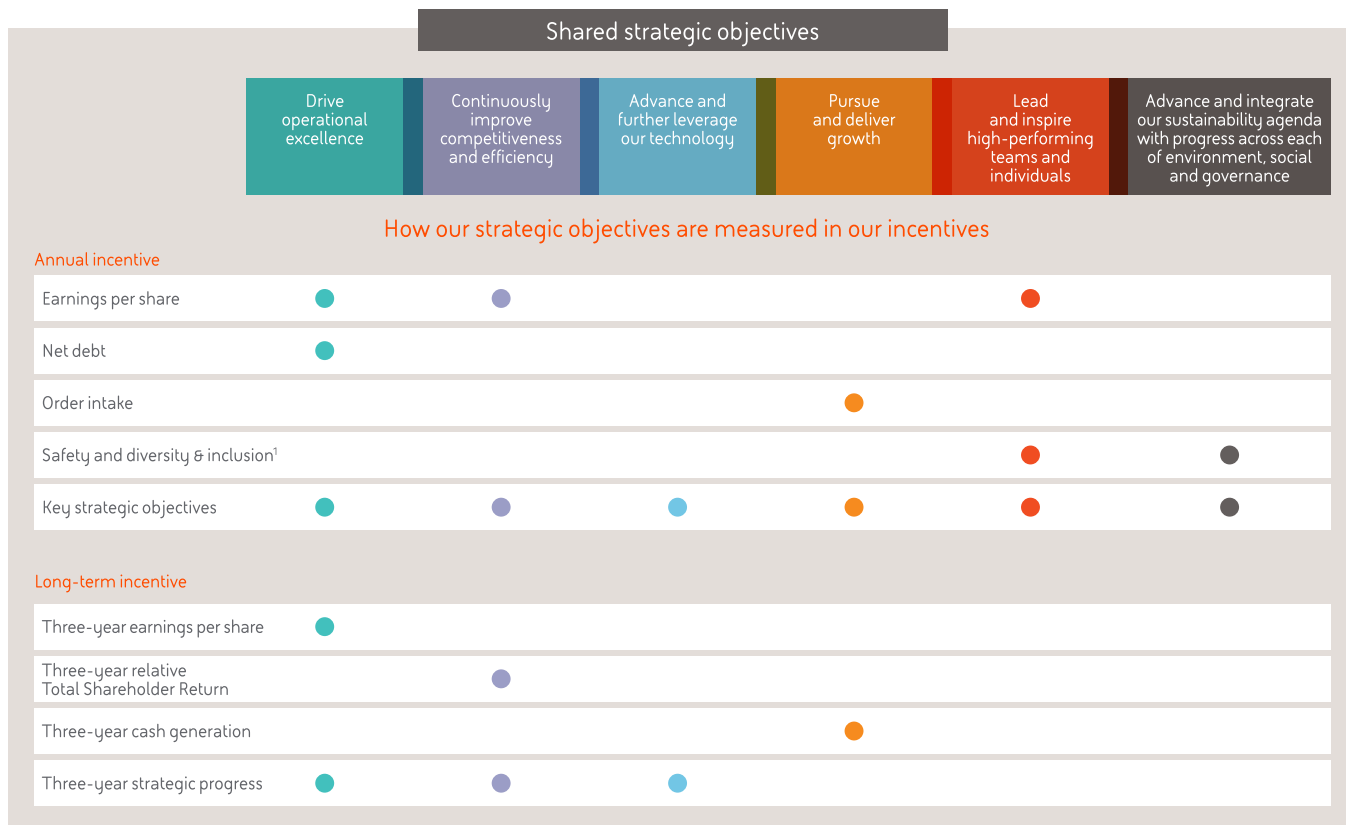 Shared strategic objectives
Drive
operational
excellence
Continuously
improve
competitiveness
and efficiency
Advance and
further leverage
our technology
Pursue
and deliver
growth
Lead
and inspire
high-performing
teams and
individuals
Advance and integrate
our sustainability agenda
with progress across each
of environment, social
and governance
How our strategic objectives are measured in our incentives
Annual incentive
Earnings per share
Net debt
Order intake
Safety and diversity & inclusion¹
Key strategic objectives
Long-term incentive
Three-year earnings per share
Three-year relative
Total Shareholder Return
Three-year cash generation
Three-year strategic progress